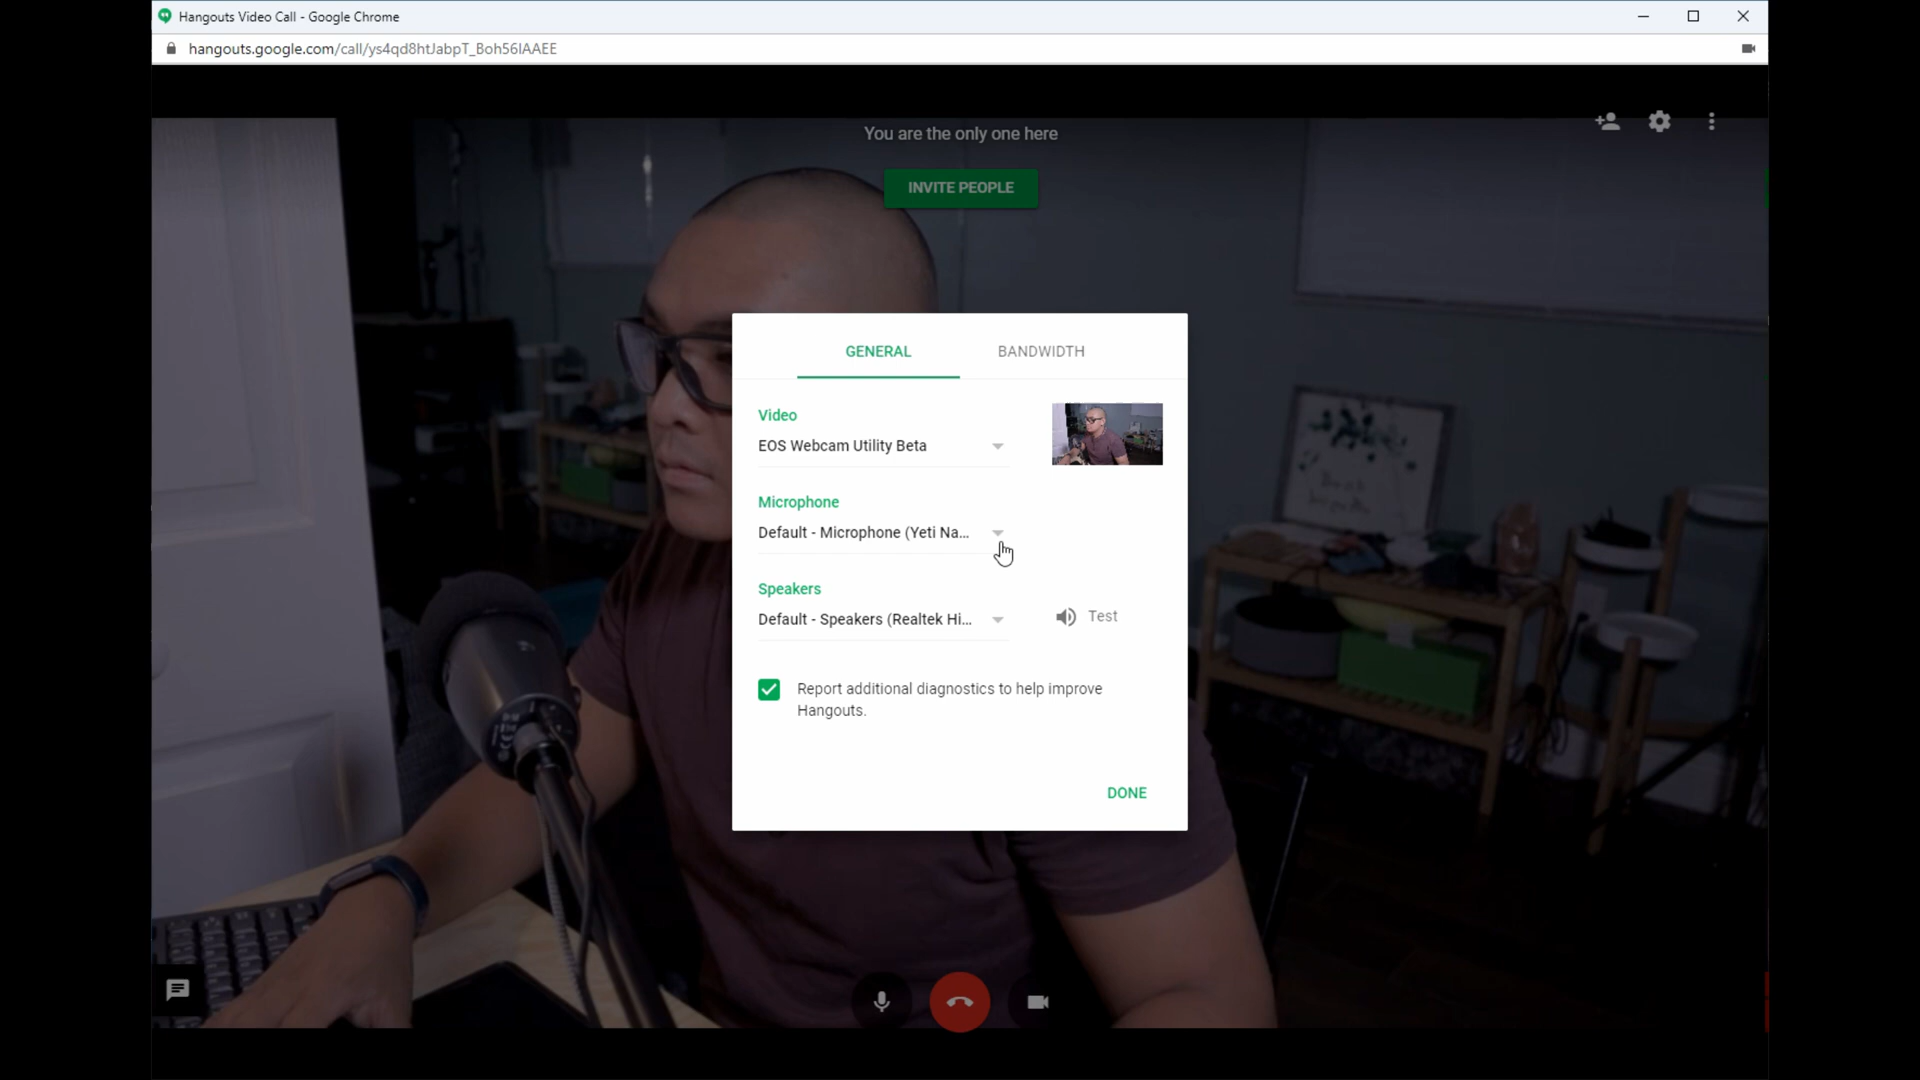 Hangouts Video Call - Google Chrome
hangouts.google.com/call/ys4qd8htJabpT_Boh56IAAEE
You are the only one here
INVITE PEOPLE
GENERAL
BANDWIDTH
Video
EOS Webcam Utility Beta
Microphone
Default - Microphone (Yeti Na...
Speakers
Default - Speakers (Realtek Hi...
Test
Report additional diagnostics to help improve
Hangouts.
DONE